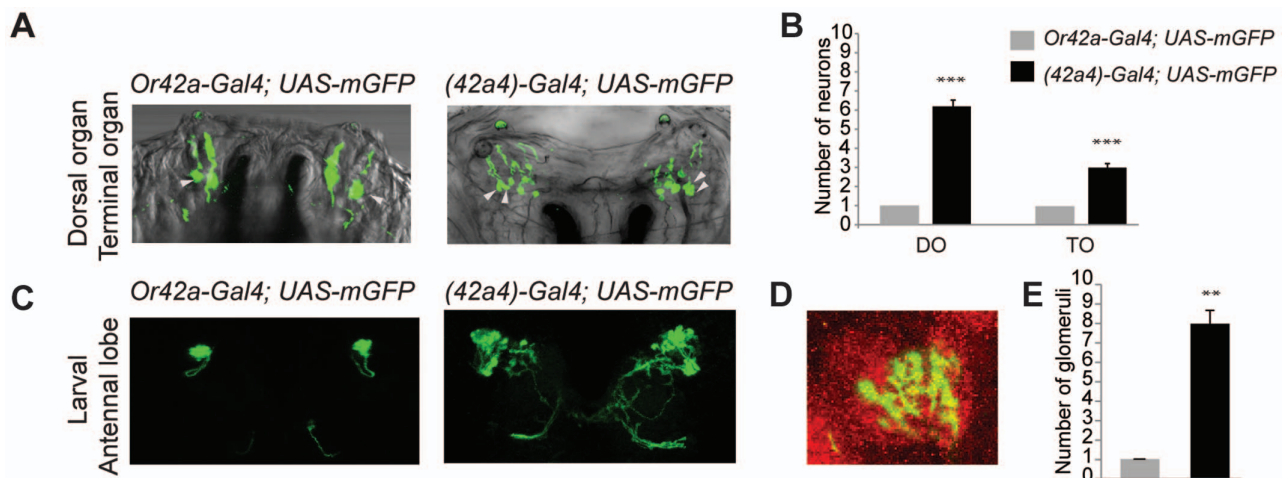 A
Or42a-Gal4; UAS-mGFP
(42a4)-Gal4; UAS-mGFP
Dorsal organ
Terminal organ
B
Number of neurons
10
9
8
7
6
5
4
3
2
1
0
***
***
DO
TO
Or42a-Gal4; UAS-mGFP
(42a4)-Gal4; UAS-mGFP
C
Or42a-Gal4; UAS-mGFP
(42a4)-Gal4; UAS-mGFP
Larval
Antennal lobe
D
E
Number of glomeruli
10
9
8
7
6
5
4
3
2
1
0
**